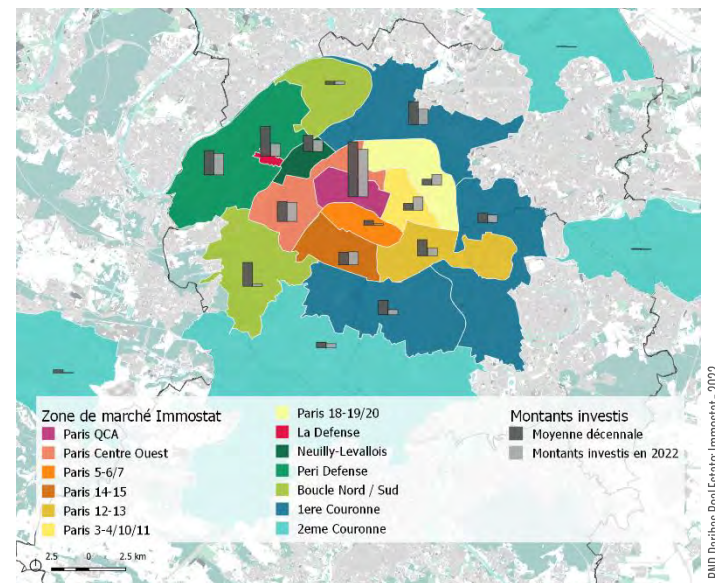 Zone de marché Immostat
Paris QCA
Paris Centre Ouest
Paris 5-6/7
Paris 14-15
Paris 12-13
Paris 3-4/10/11
Paris 18-19/20
La Defense
Neuilly-Levallois
Peri Defense
Boucle Nord / Sud
1ere Couronne
2eme Couronne
Montants investis
Moyenne décennale
Montants investis en 2022
2.5 0 2.5 km
BNP Paribas Real Estate; Immostat, 2022